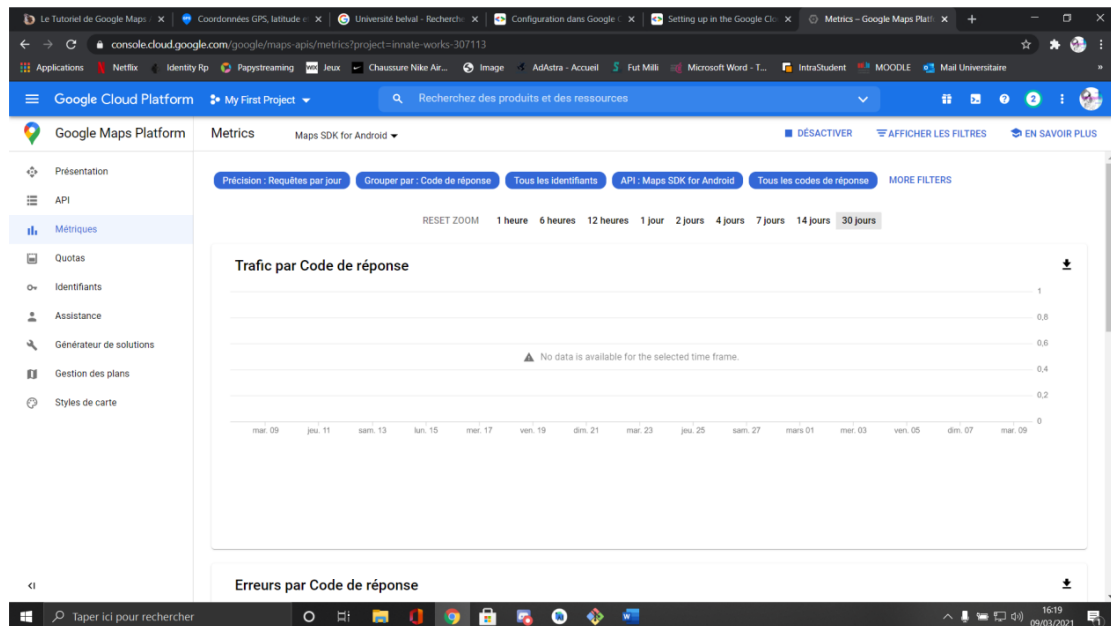 Le Tutoriel de Google Maps
Coordonnées GPS, latitude e
Université belval - Recherche
Configuration dans Google C
Setting up in the Google Clo
Metrics – Google Maps Platf
console.cloud.google.com/google/maps-apis/metrics?project=innate-works-307113
Applications Netflix Identity Rp Papystreaming WIX Jeux Chaussure Nike Air... Image AdAstra - Accueil Fut Milli Microsoft Word - T... IntraStudent MOODLE Mail Universitaire »
Google Cloud Platform My First Project Recherchez des produits et des ressources 2
Google Maps Platform Metrics Maps SDK for Android DÉSACTIVER AFFICHER LES FILTRES EN SAVOIR PLUS
Présentation
API
Métriques
Quotas
Identifiants
Assistance
Générateur de solutions
Gestion des plans
Styles de carte
Précision : Requêtes par jour Grouper par : Code de réponse Tous les identifiants API : Maps SDK for Android Tous les codes de réponse MORE FILTERS
RESET ZOOM 1 heure 6 heures 12 heures 1 jour 2 jours 4 jours 7 jours 14 jours 30 jours
Trafic par Code de réponse
1
0,8
0,6
No data is available for the selected time frame.
0,4
0,2
0
mar. 09 jeu. 11 sam. 13 lun. 15 mer. 17 ven. 19 dim. 21 mar. 23 jeu. 25 sam. 27 mars 01 mer. 03 ven. 05 dim. 07 mar. 09
Erreurs par Code de réponse
Taper ici pour rechercher
16:19
09/03/2021